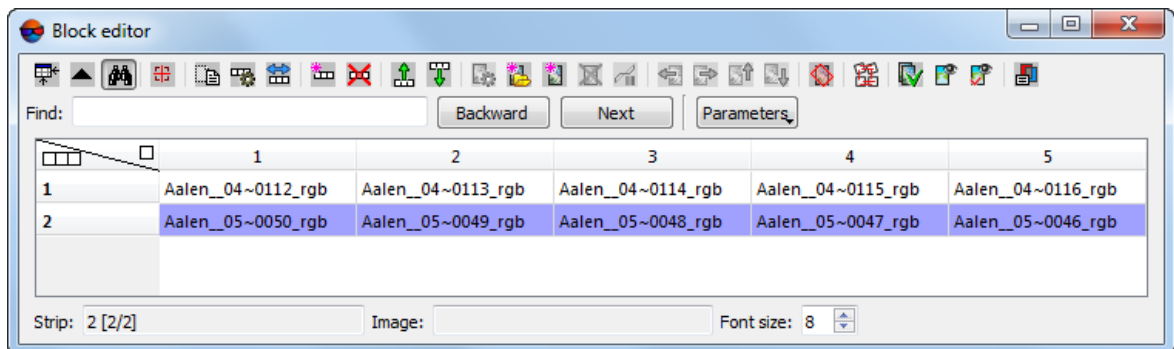 Block editor
Find: Backward Next Parameters
1 2 3 4 5
1 Aalen__04~0112_rgb Aalen__04~0113_rgb Aalen__04~0114_rgb Aalen__04~0115_rgb Aalen__04~0116_rgb
2 Aalen__05~0050_rgb Aalen__05~0049_rgb Aalen__05~0048_rgb Aalen__05~0047_rgb Aalen__05~0046_rgb
Strip: 2 [2/2] Image: Font size: 8